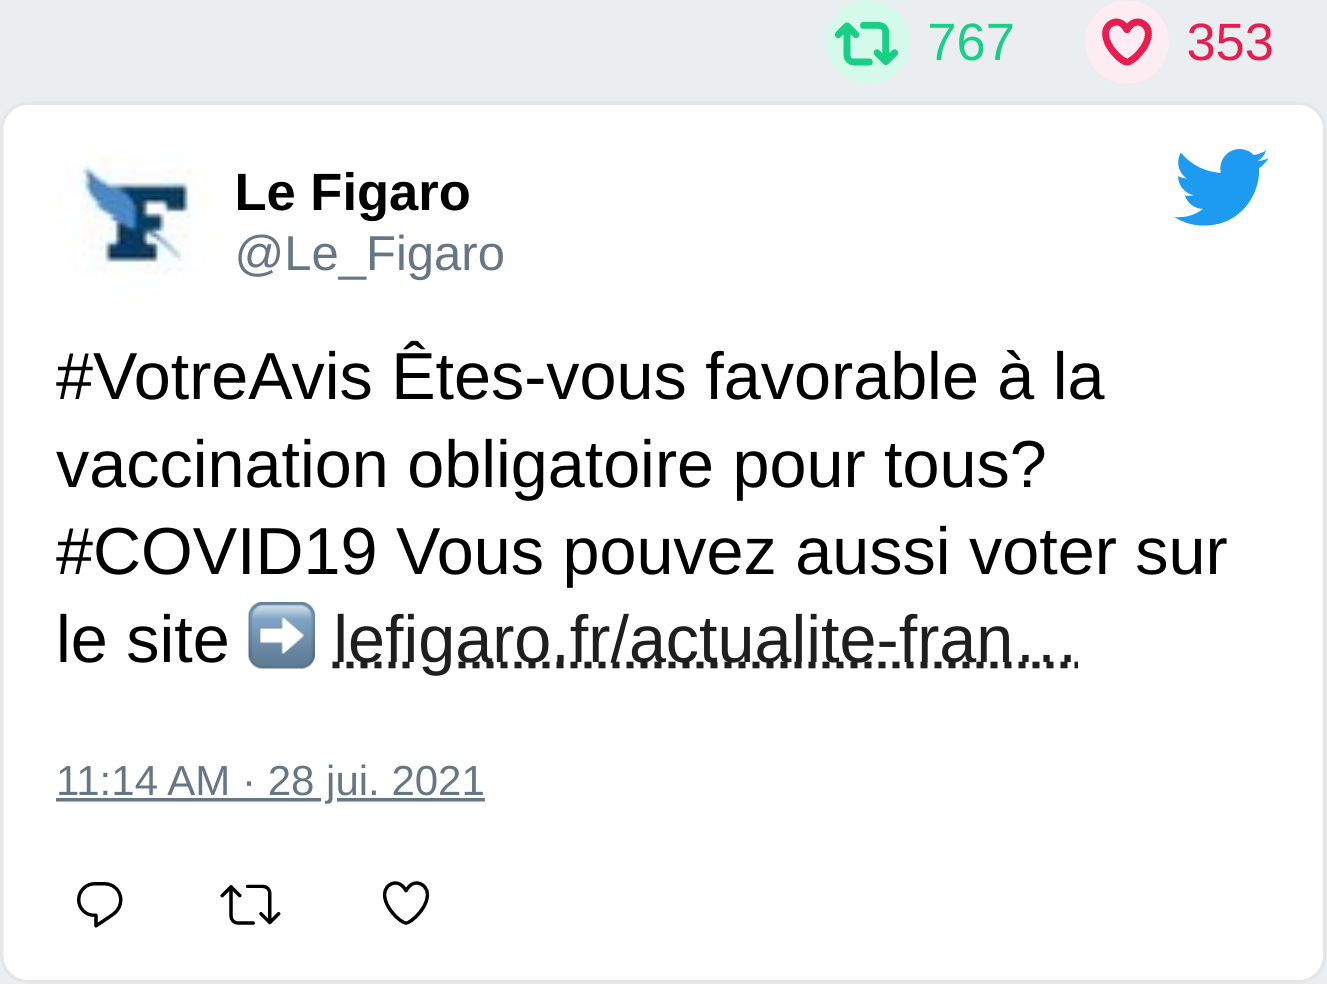 767 353
Le Figaro
@Le_Figaro
#VotreAvis Êtes-vous favorable à la
vaccination obligatoire pour tous?
#COVID19 Vous pouvez aussi voter sur
le site ➡️ lefigaro.fr/actualite-fran…
11:14 AM · 28 jui. 2021